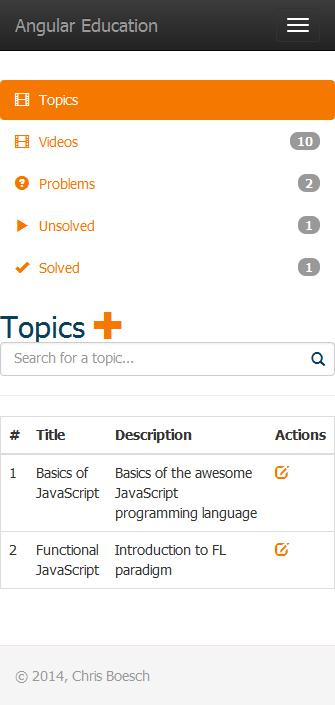 Angular Education
Topics
Videos 10
Problems 2
Unsolved 1
Solved 1
Topics
Search for a topic...
# Title Description Actions
1 Basics of JavaScript Basics of the awesome JavaScript programming language
2 Functional JavaScript Introduction to FL paradigm
© 2014, Chris Boesch